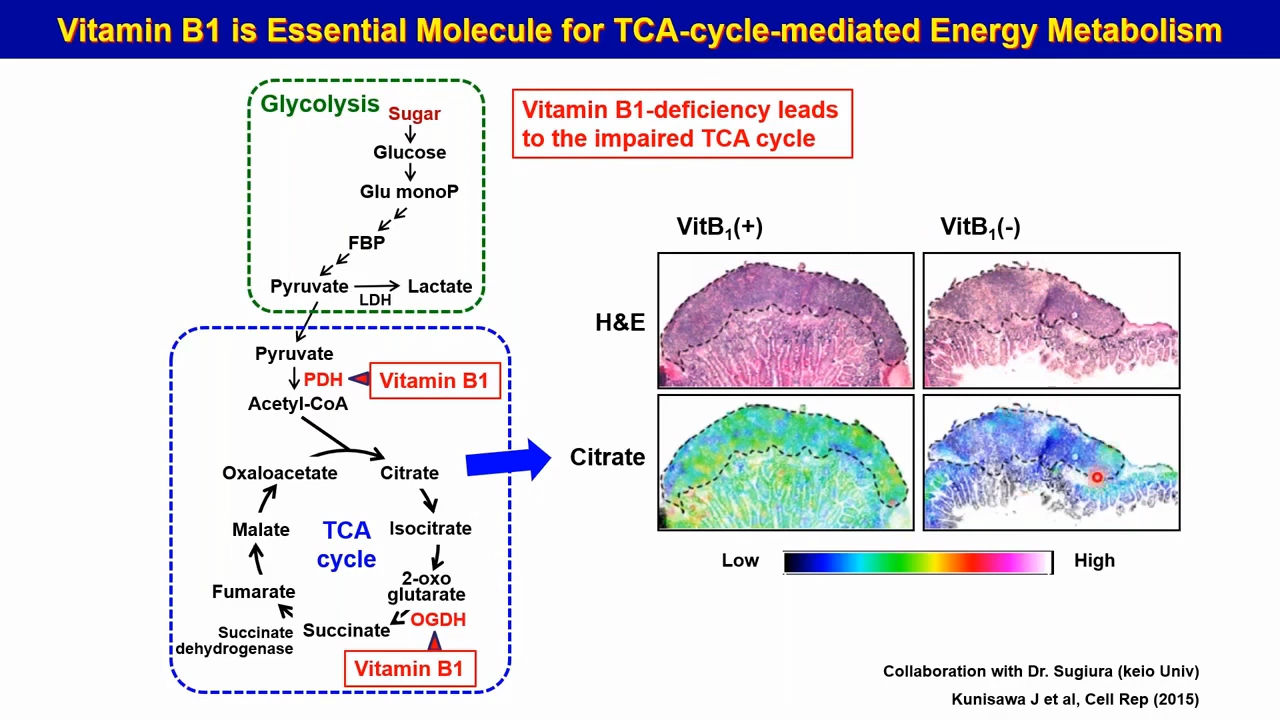 Vitamin B1 is Essential Molecule for TCA-cycle-mediated Energy Metabolism
Glycolysis
Sugar
Glucose
Glu monoP
FBP
Pyruvate
Lactate
LDH
Vitamin B1-deficiency leads
to the impaired TCA cycle
Pyruvate
PDH
Vitamin B1
Acetyl-CoA
Oxaloacetate
Citrate
Malate
Isocitrate
TCA
cycle
2-oxo
glutarate
Fumarate
OGDH
Succinate
Succinate
dehydrogenase
Vitamin B1
VitB₁(+)
VitB₁(-)
H&E
Citrate
Low
High
Collaboration with Dr. Sugiura (keio Univ)
Kunisawa J et al, Cell Rep (2015)